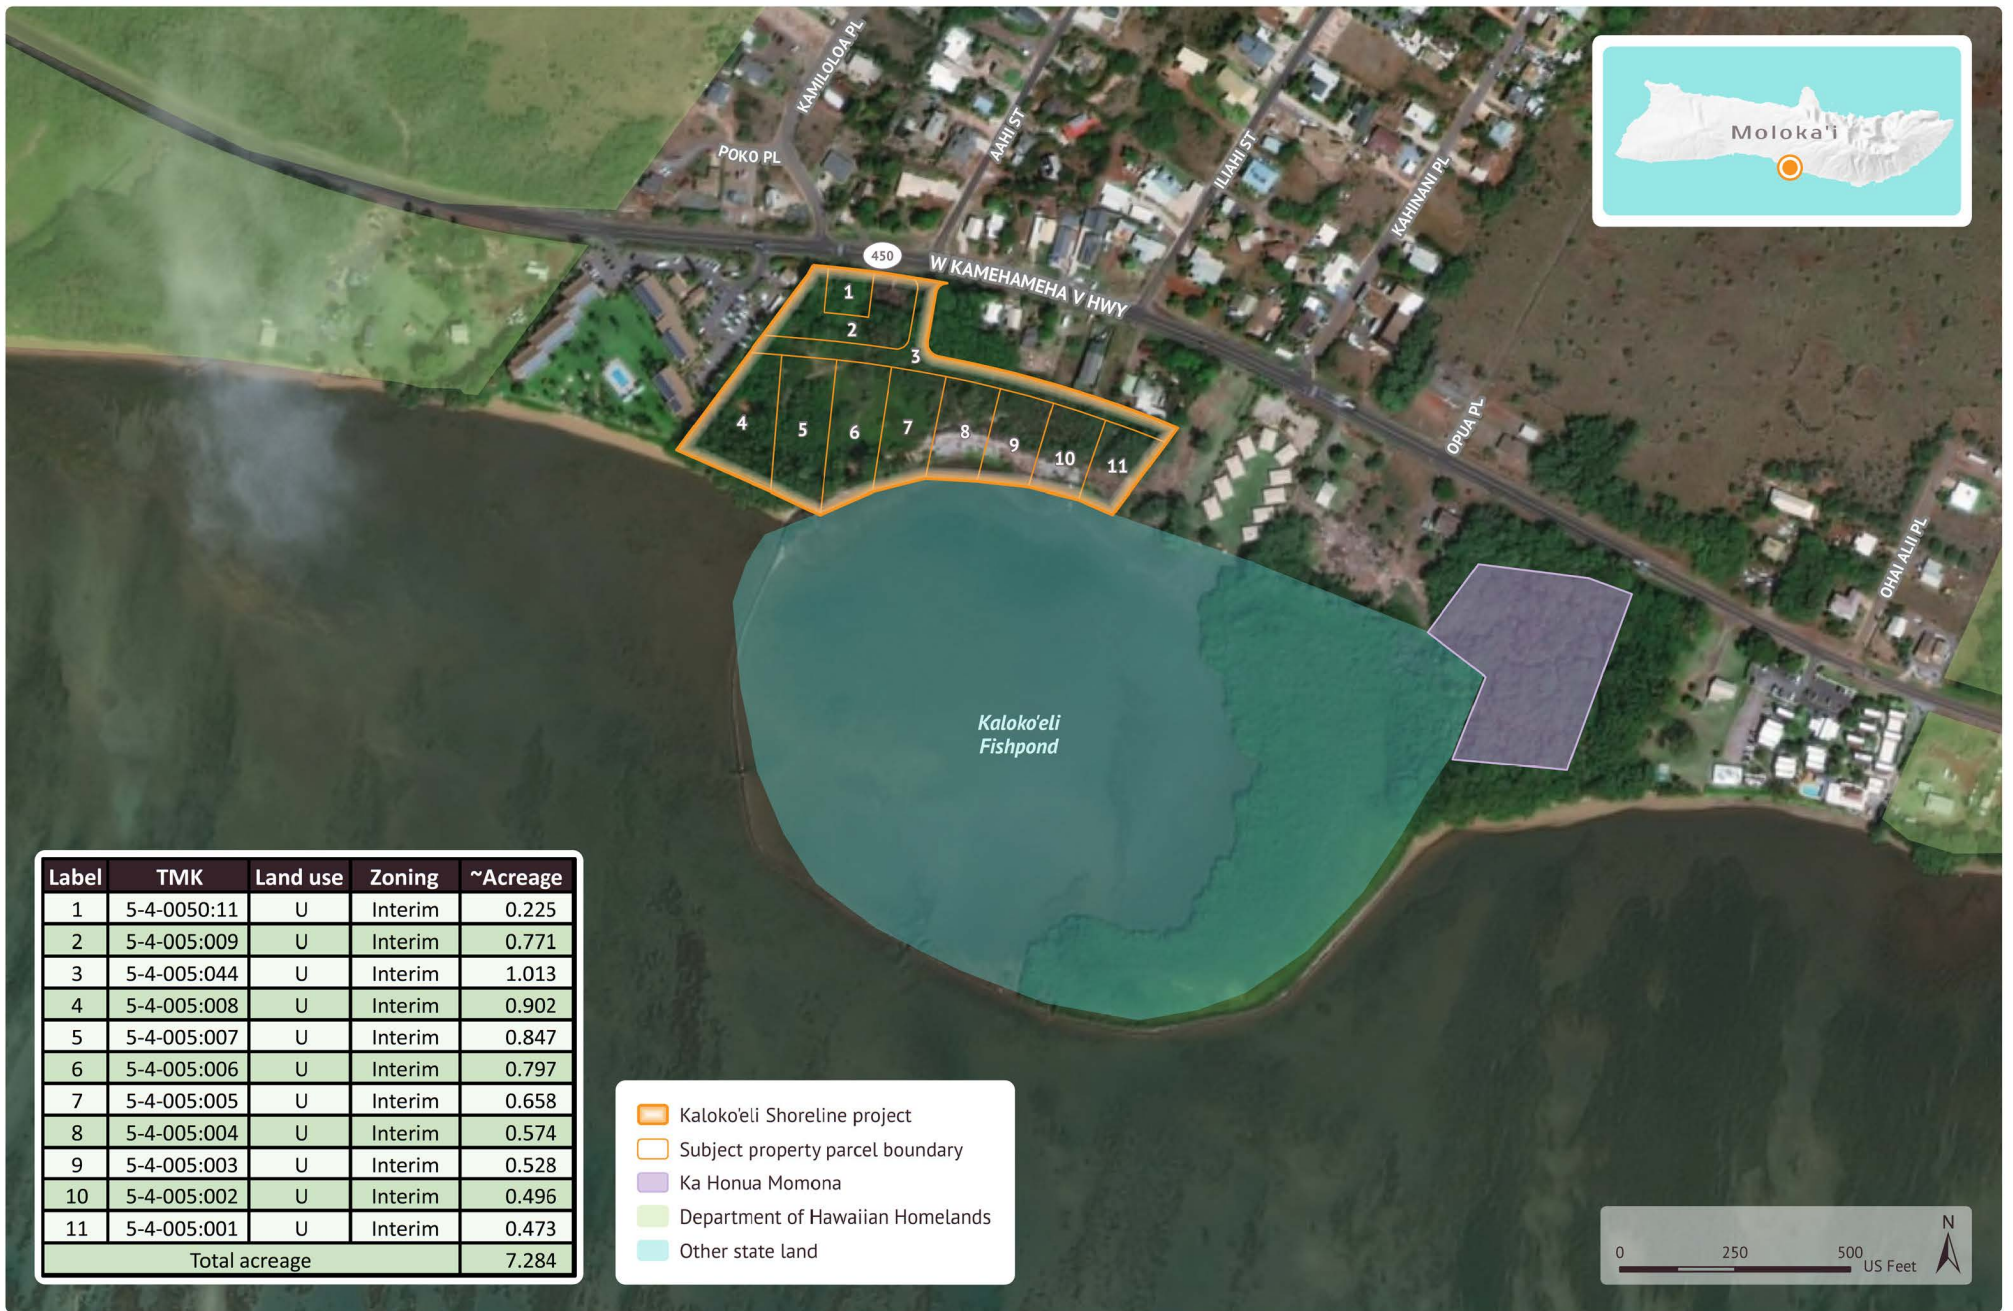 KAMILOLOA PL
POKO PL
AAHI ST
ILIAHI ST
KAHINANI PL
Moloka'i
450
W KAMEHAMEHA V HWY
1
2
3
4
5
6
7
8
9
10
11
OPUA PL
OHAI ALII PL
Kaloko'eli
Fishpond
Label TMK Land use Zoning ~Acreage
1 5-4-0050:11 U Interim 0.225
2 5-4-005:009 U Interim 0.771
3 5-4-005:044 U Interim 1.013
4 5-4-005:008 U Interim 0.902
5 5-4-005:007 U Interim 0.847
6 5-4-005:006 U Interim 0.797
7 5-4-005:005 U Interim 0.658
8 5-4-005:004 U Interim 0.574
9 5-4-005:003 U Interim 0.528
10 5-4-005:002 U Interim 0.496
11 5-4-005:001 U Interim 0.473
Total acreage 7.284
Kaloko'eli Shoreline project
Subject property parcel boundary
Ka Honua Momona
Department of Hawaiian Homelands
Other state land
N
0 250 500
US Feet